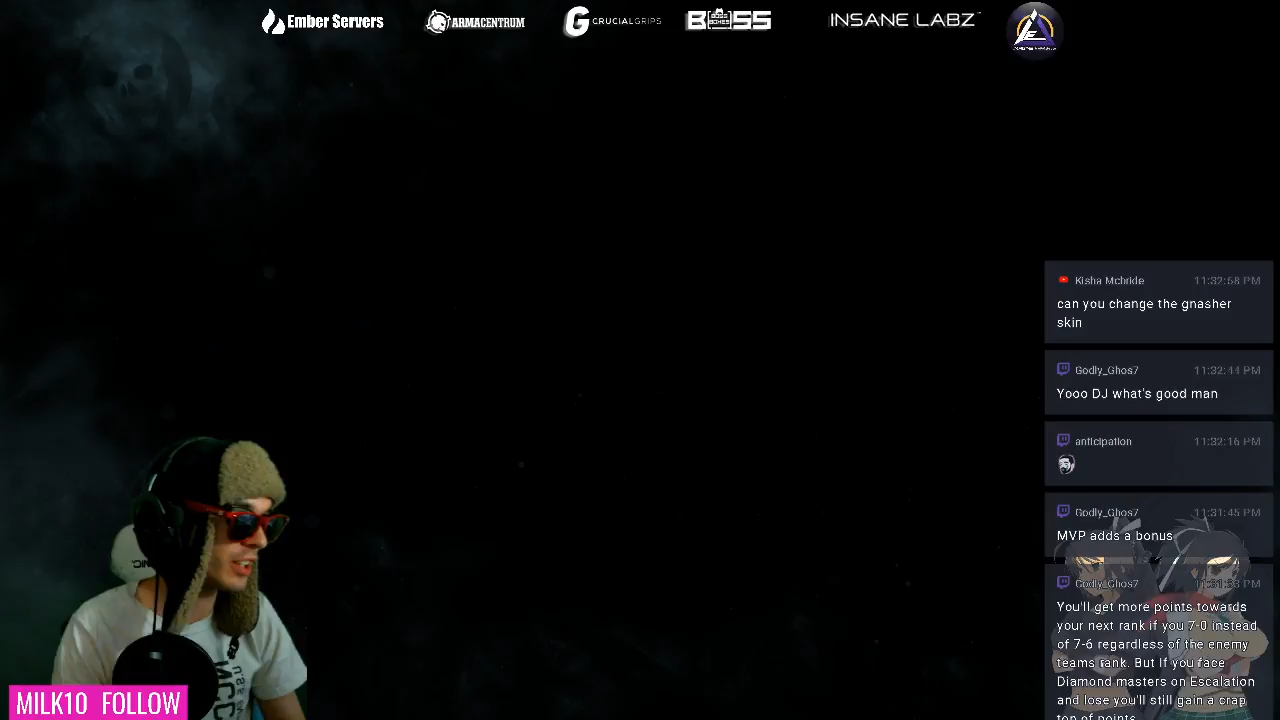 Ember Servers
ARMACENTRUM
G CRUCIALGRIPS
BOSS
INSANE LABZ™
Kisha Mcbride 11:32:58 PM
can you change the gnasher
skin
Godly_Ghos7 11:32:44 PM
Yooo DJ what's good man
anticipation 11:32:16 PM
Godly_Ghos7 11:31:45 PM
MVP adds a bonus
Godly_Ghos7
You'll get more points towards
your next rank if you 7-0 instead
of 7-6 regardless of the enemy
teams rank. But If you face
Diamond masters on Escalation
and lose you'll still gain a crap
top of points
MILK10 FOLLOW